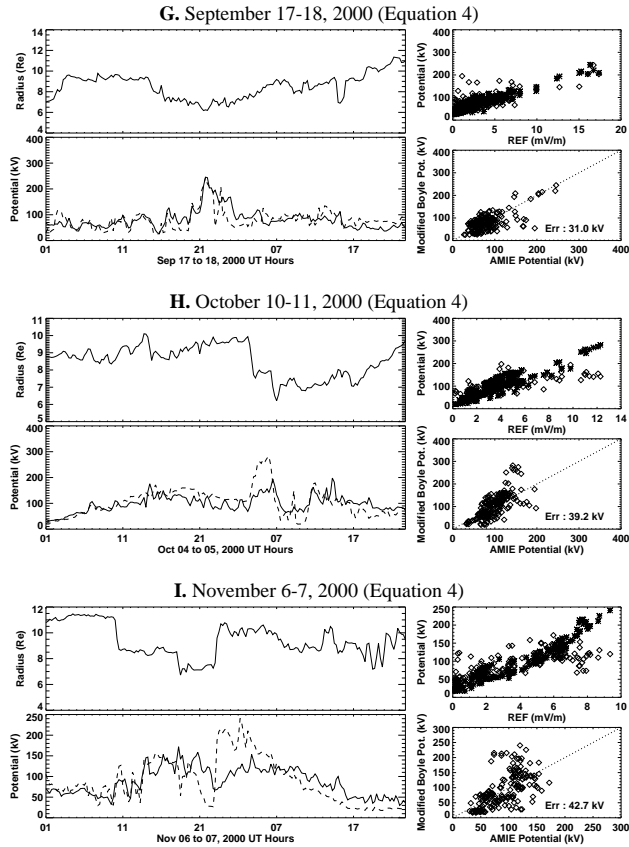 G. September 17-18, 2000 (Equation 4)
14
12
10
8
6
4
Radius (Re)
400
300
200
100
0
Potential (kV)
01 11 21 07 17
Sep 17 to 18, 2000 UT Hours
400
300
200
100
0
Potential (kV)
0 5 10 15 20
REF (mV/m)
400
300
200
100
0
Modified Boyle Pot. (kV)
Err : 31.0 kV
0 100 200 300 400
AMIE Potential (kV)
H. October 10-11, 2000 (Equation 4)
11
10
9
8
7
6
5
Radius (Re)
400
300
200
100
0
Potential (kV)
01 11 21 07 17
Oct 04 to 05, 2000 UT Hours
400
300
200
100
0
Potential (kV)
0 2 4 6 8 10 12 14
REF (mV/m)
400
300
200
100
0
Modified Boyle Pot. (kV)
Err : 39.2 kV
0 100 200 300 400
AMIE Potential (kV)
I. November 6-7, 2000 (Equation 4)
12
10
8
6
4
Radius (Re)
250
200
150
100
50
0
Potential (kV)
01 11 21 07 17
Nov 06 to 07, 2000 UT Hours
250
200
150
100
50
0
Potential (kV)
0 2 4 6 8 10
REF (mV/m)
300
250
200
150
100
50
0
Modified Boyle Pot. (kV)
Err : 42.7 kV
0 50 100 150 200 250 300
AMIE Potential (kV)